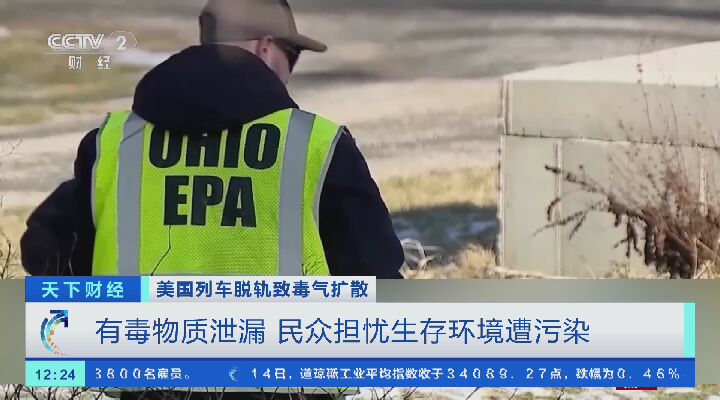 CCTV 2
财经
OHIO
EPA
天下财经 美国列车脱轨致毒气扩散
有毒物质泄漏 民众担忧生存环境遭污染
12:24 3800名雇员。 14日，道琼斯工业平均指数收于34089.27点，跌幅为0.46%